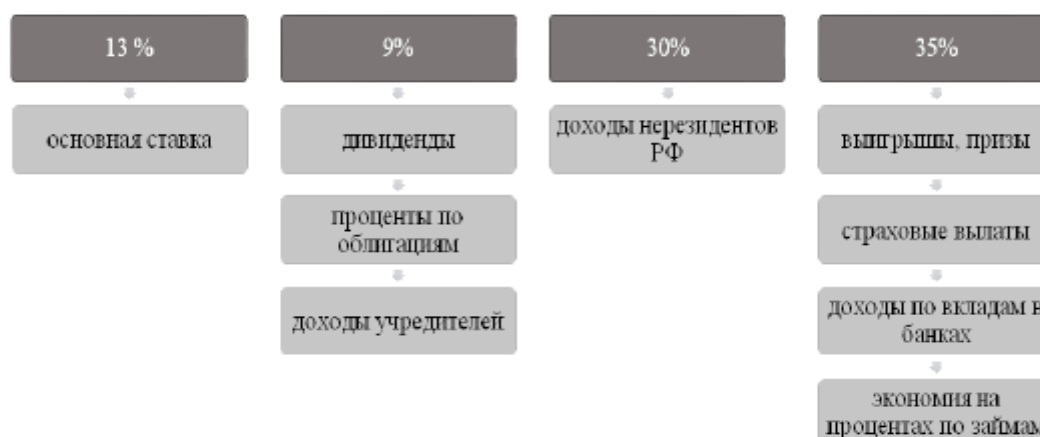 13 %
основная ставка
9%
дивиденды
проценты по
облигациям
доходы учредителей
30%
доходы нерезидентов
РФ
35%
выигрышы, призы
страховые вылаты
доходы по вкладам в
банках
экономия на
процентах по займам